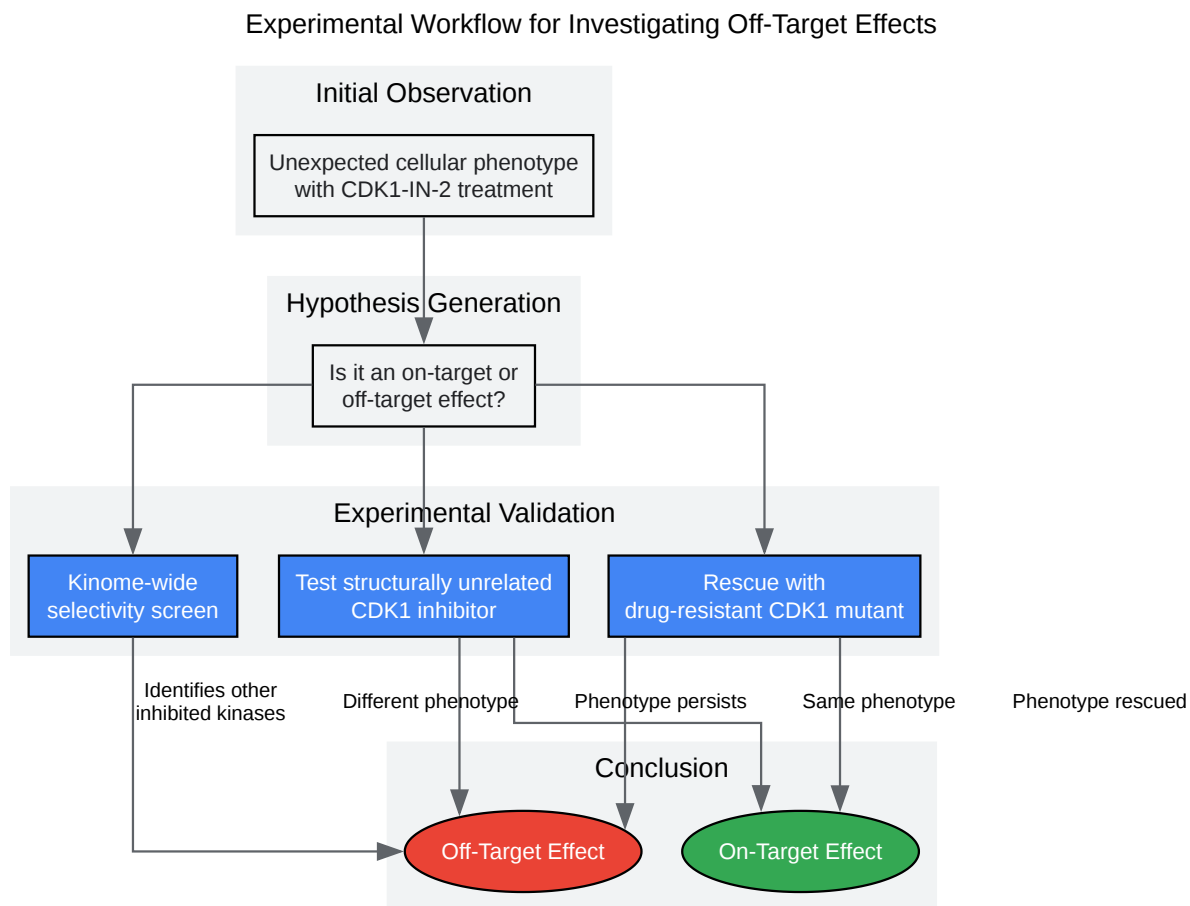 Experimental Workflow for Investigating Off-Target Effects
Initial Observation
Unexpected cellular phenotype
with CDK1-IN-2 treatment
Hypothesis Generation
Is it an on-target or
off-target effect?
Experimental Validation
Kinome-wide
selectivity screen
Test structurally unrelated
CDK1 inhibitor
Rescue with
drug-resistant CDK1 mutant
Identifies other
inhibited kinases
Different phenotype
Phenotype persists
Same phenotype
Phenotype rescued
Conclusion
Off-Target Effect
On-Target Effect